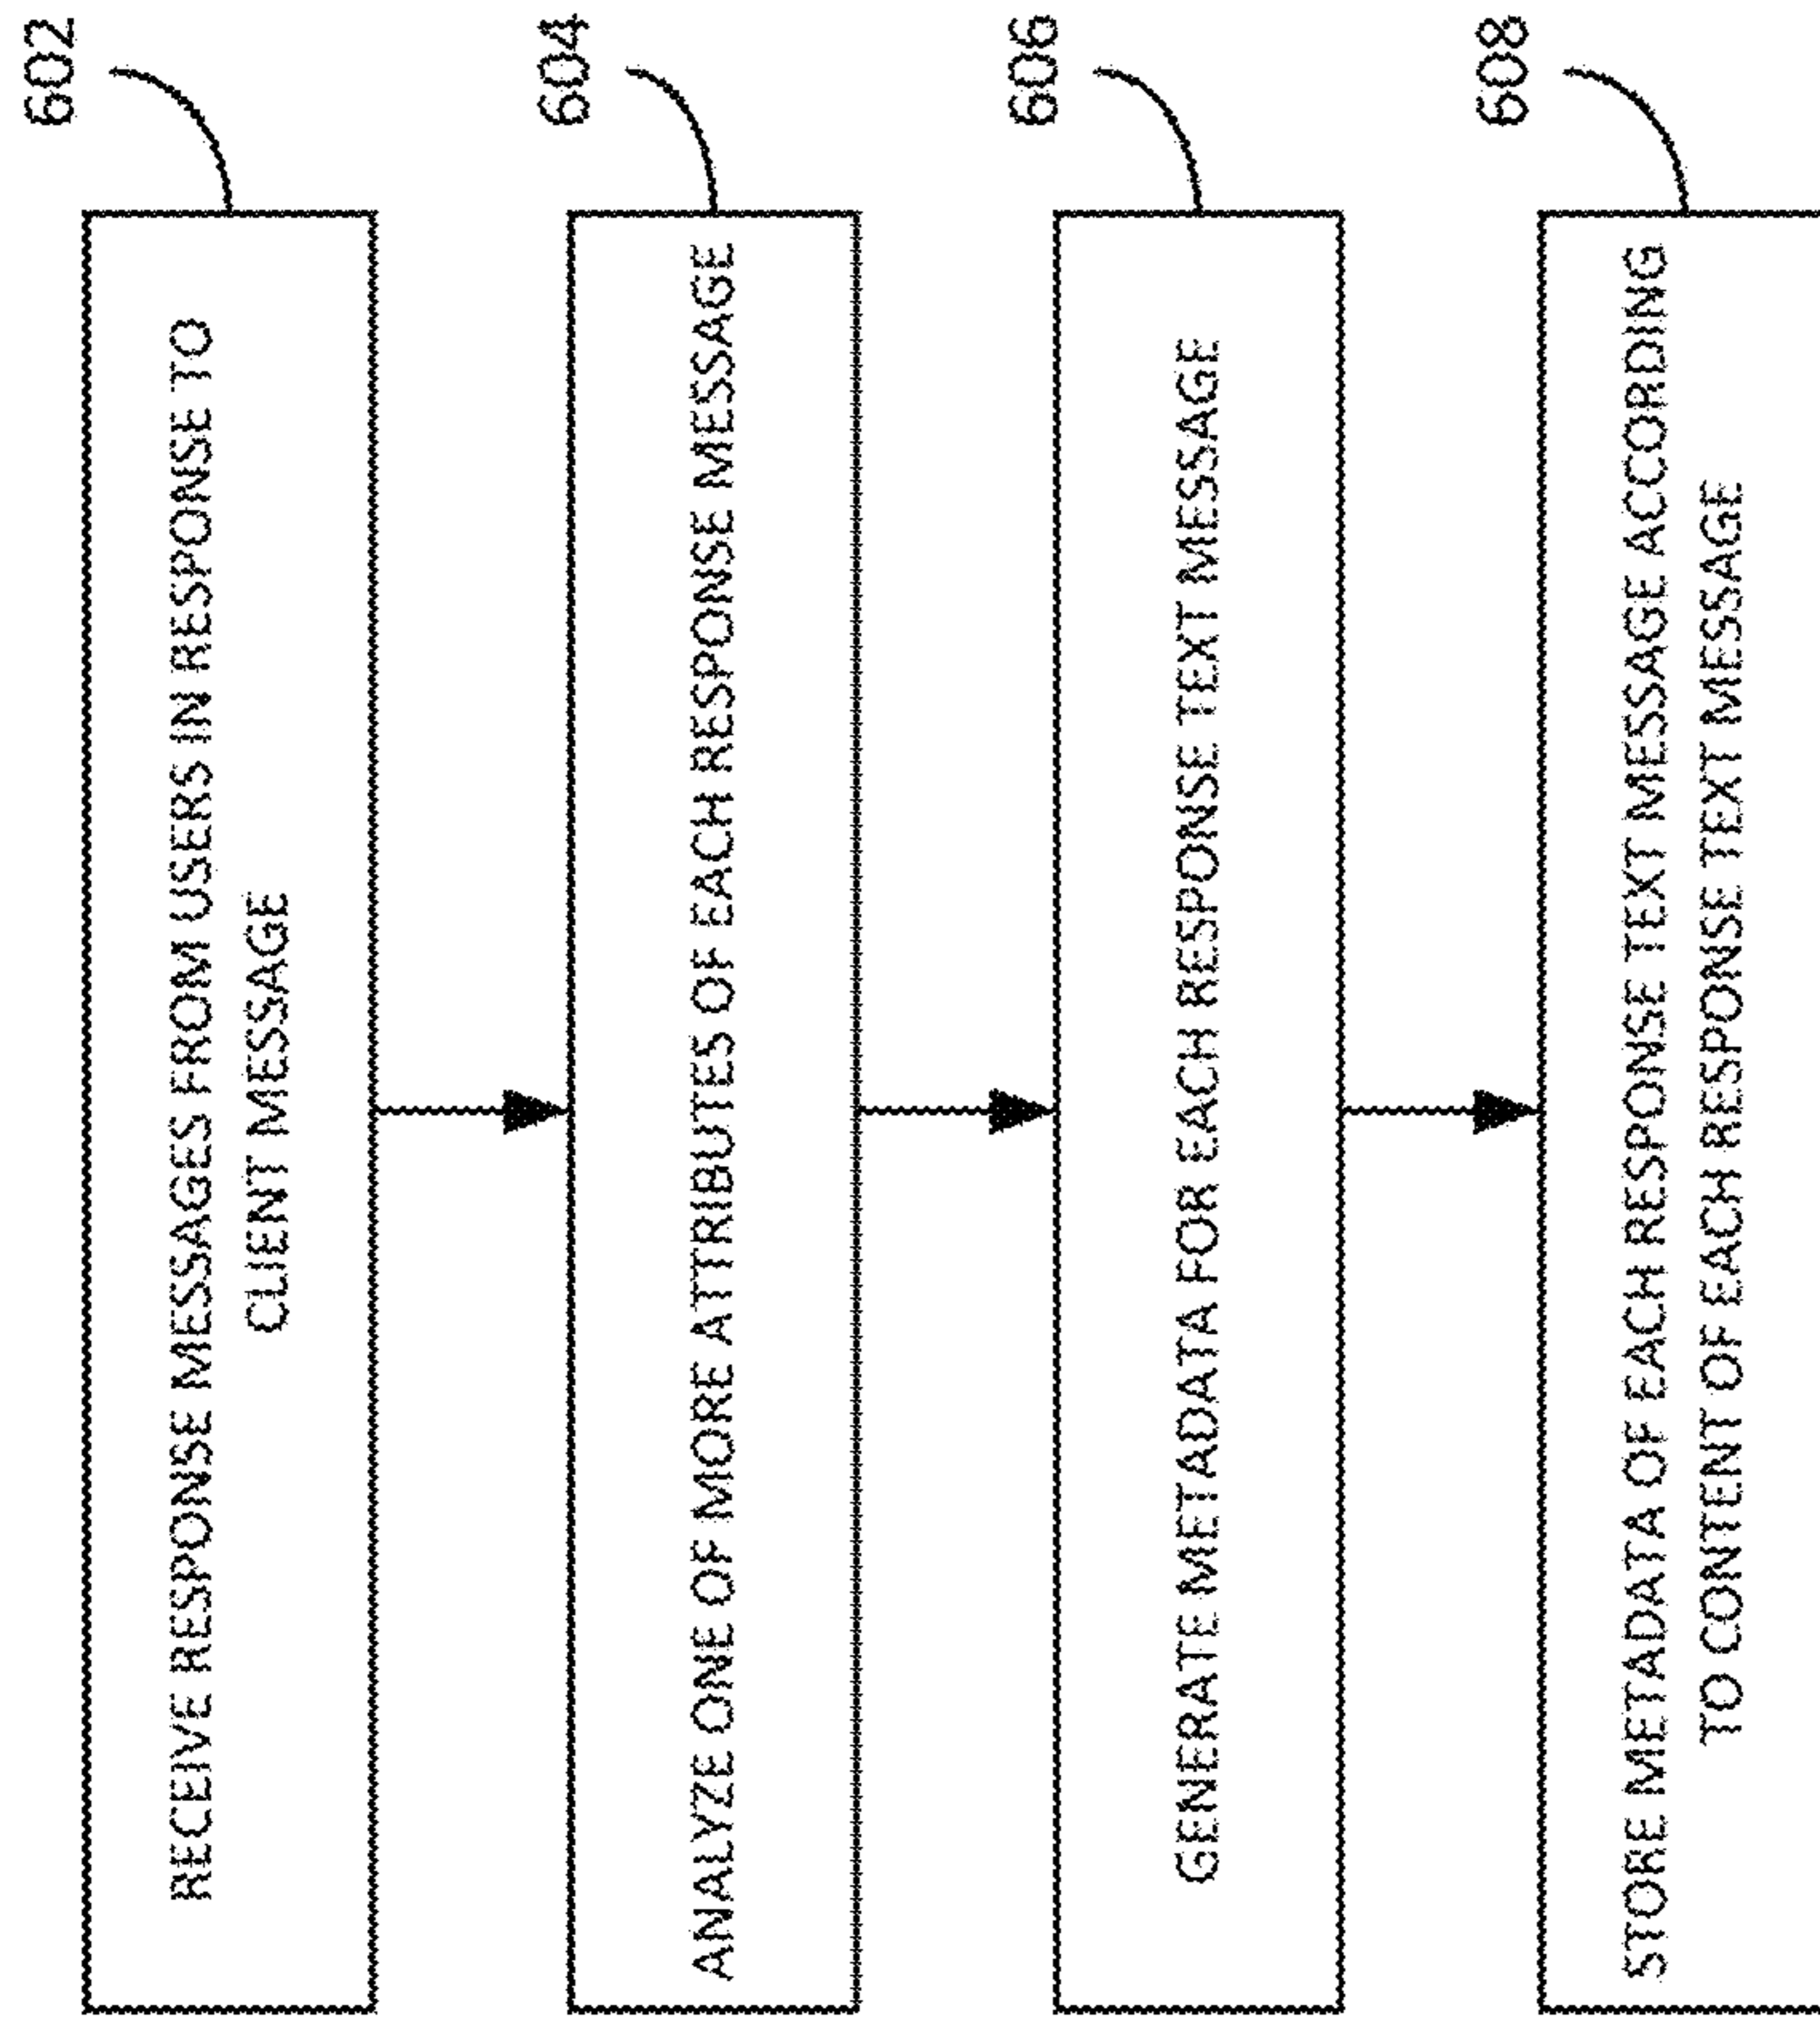 602
RECEIVE RESPONSE MESSAGES FROM USERS IN RESPONSE TO
CLIENT MESSAGE
604
ANALYZE ONE OF MORE ATTRIBUTES OF EACH RESPONSE MESSAGE
606
GENERATE METADATA FOR EACH RESPONSE TEXT MESSAGE
608
STORE METADATA OF EACH RESPONSE TEXT MESSAGE ACCORDING
TO CONTENT OF EACH RESPONSE TEXT MESSAGE